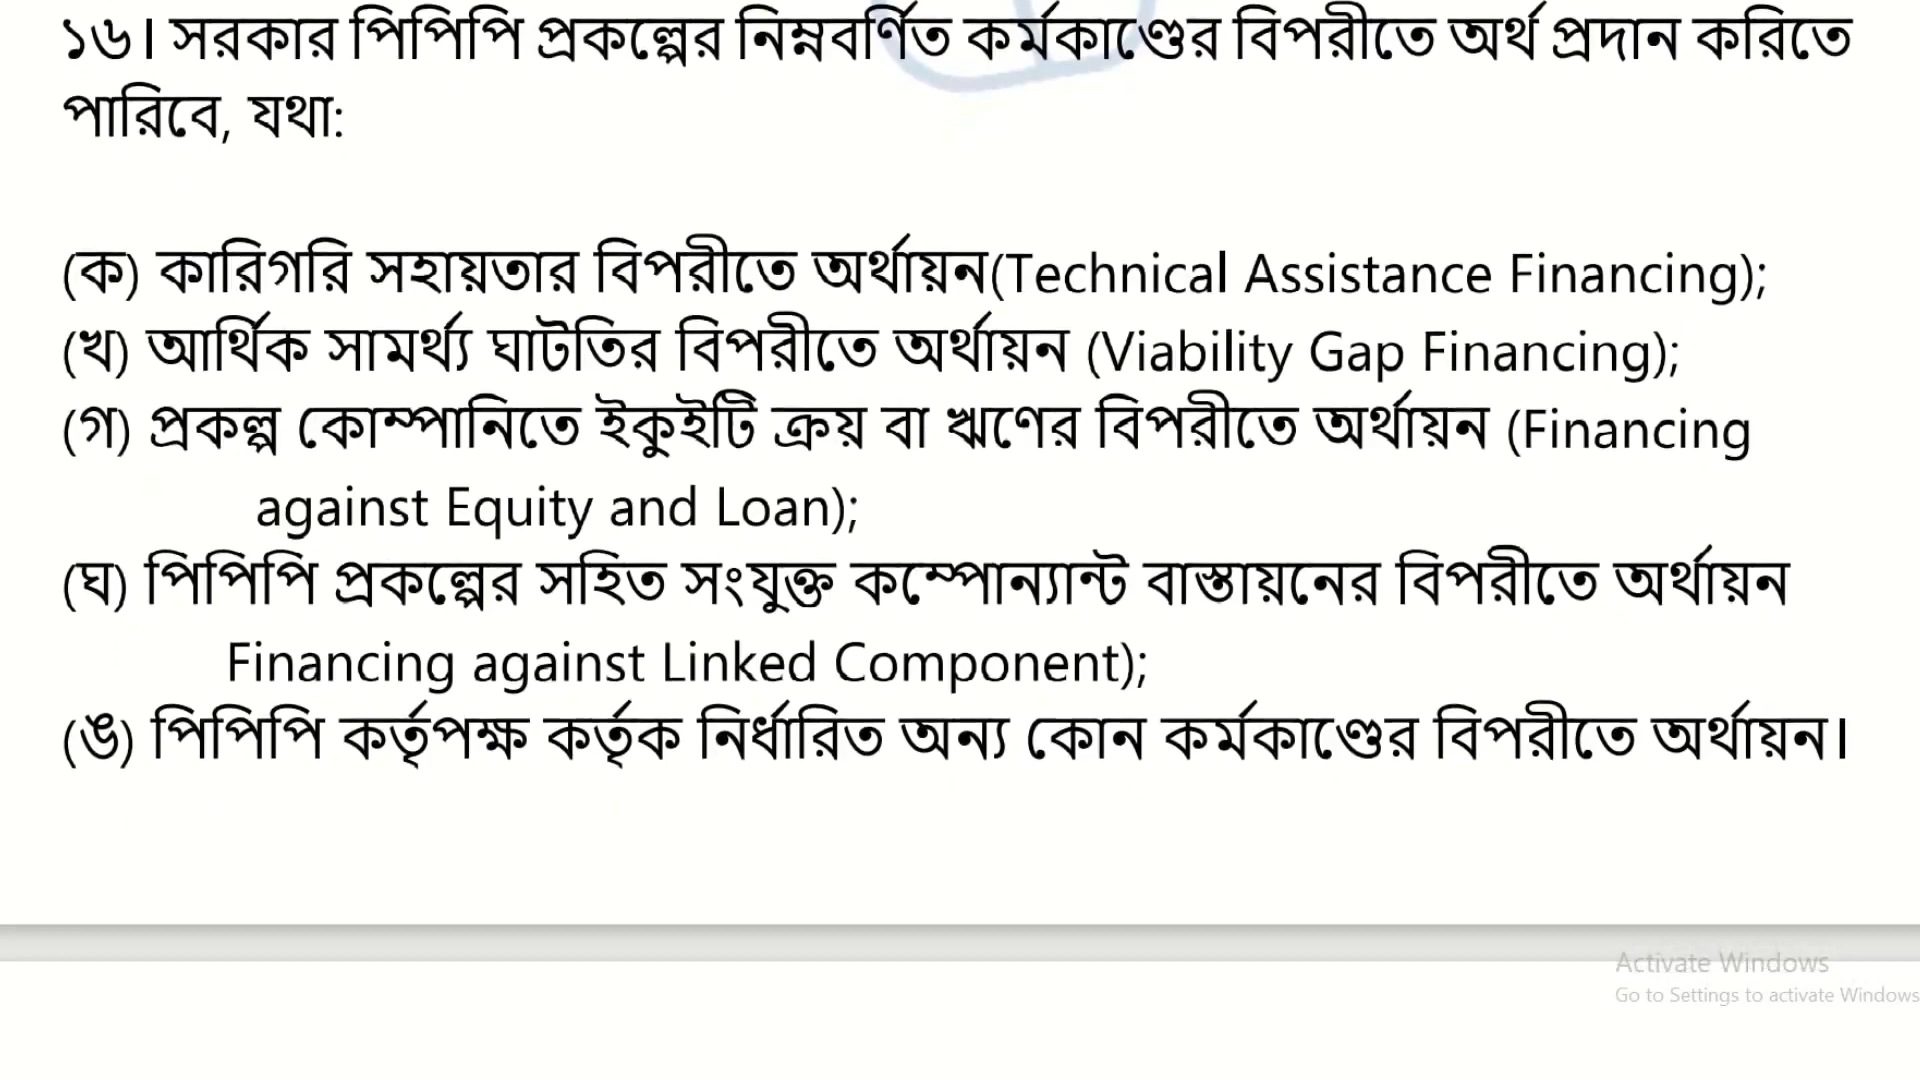 ১৬। সরকার পিপিপি প্রকল্পের নিম্নবর্ণিত কর্মকাণ্ডের বিপরীতে অর্থ প্রদান করিতে
পারিবে, যথা:
(ক) কারিগরি সহায়তার বিপরীতে অর্থায়ন(Technical Assistance Financing);
(খ) আর্থিক সামর্থ্য ঘাটতির বিপরীতে অর্থায়ন (Viability Gap Financing);
(গ) প্রকল্প কোম্পানিতে ইকুইটি ক্রয় বা ঋণের বিপরীতে অর্থায়ন (Financing
against Equity and Loan);
(ঘ) পিপিপি প্রকল্পের সহিত সংযুক্ত কম্পোন্যান্ট বাস্তায়নের বিপরীতে অর্থায়ন
Financing against Linked Component);
(ঙ) পিপিপি কর্তৃপক্ষ কর্তৃক নির্ধারিত অন্য কোন কর্মকাণ্ডের বিপরীতে অর্থায়ন।
Activate Windows
Go to Settings to activate Windows